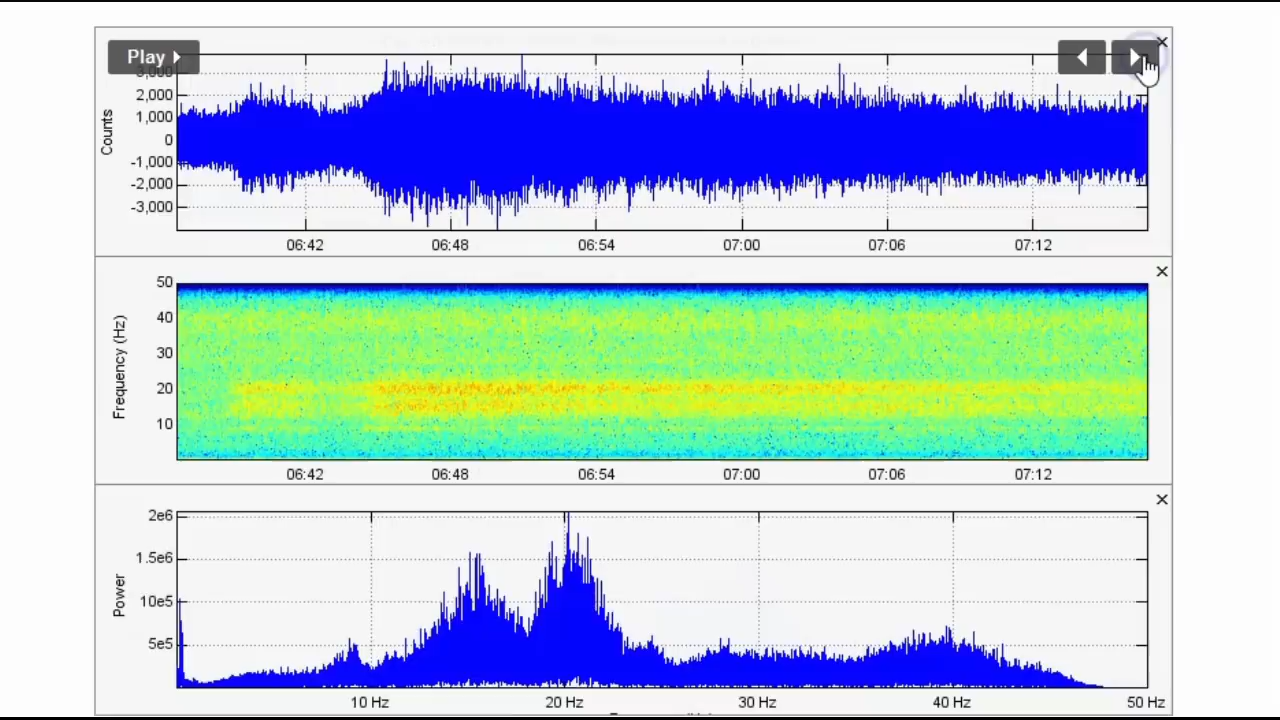 Play
3,000
2,000
1,000
0
-1,000
-2,000
-3,000
Counts
06:42 06:48 06:54 07:00 07:06 07:12
50
40
30
20
10
Frequency (Hz)
06:42 06:48 06:54 07:00 07:06 07:12
2e6
1.5e6
10e5
5e5
Power
10 Hz 20 Hz 30 Hz 40 Hz 50 Hz